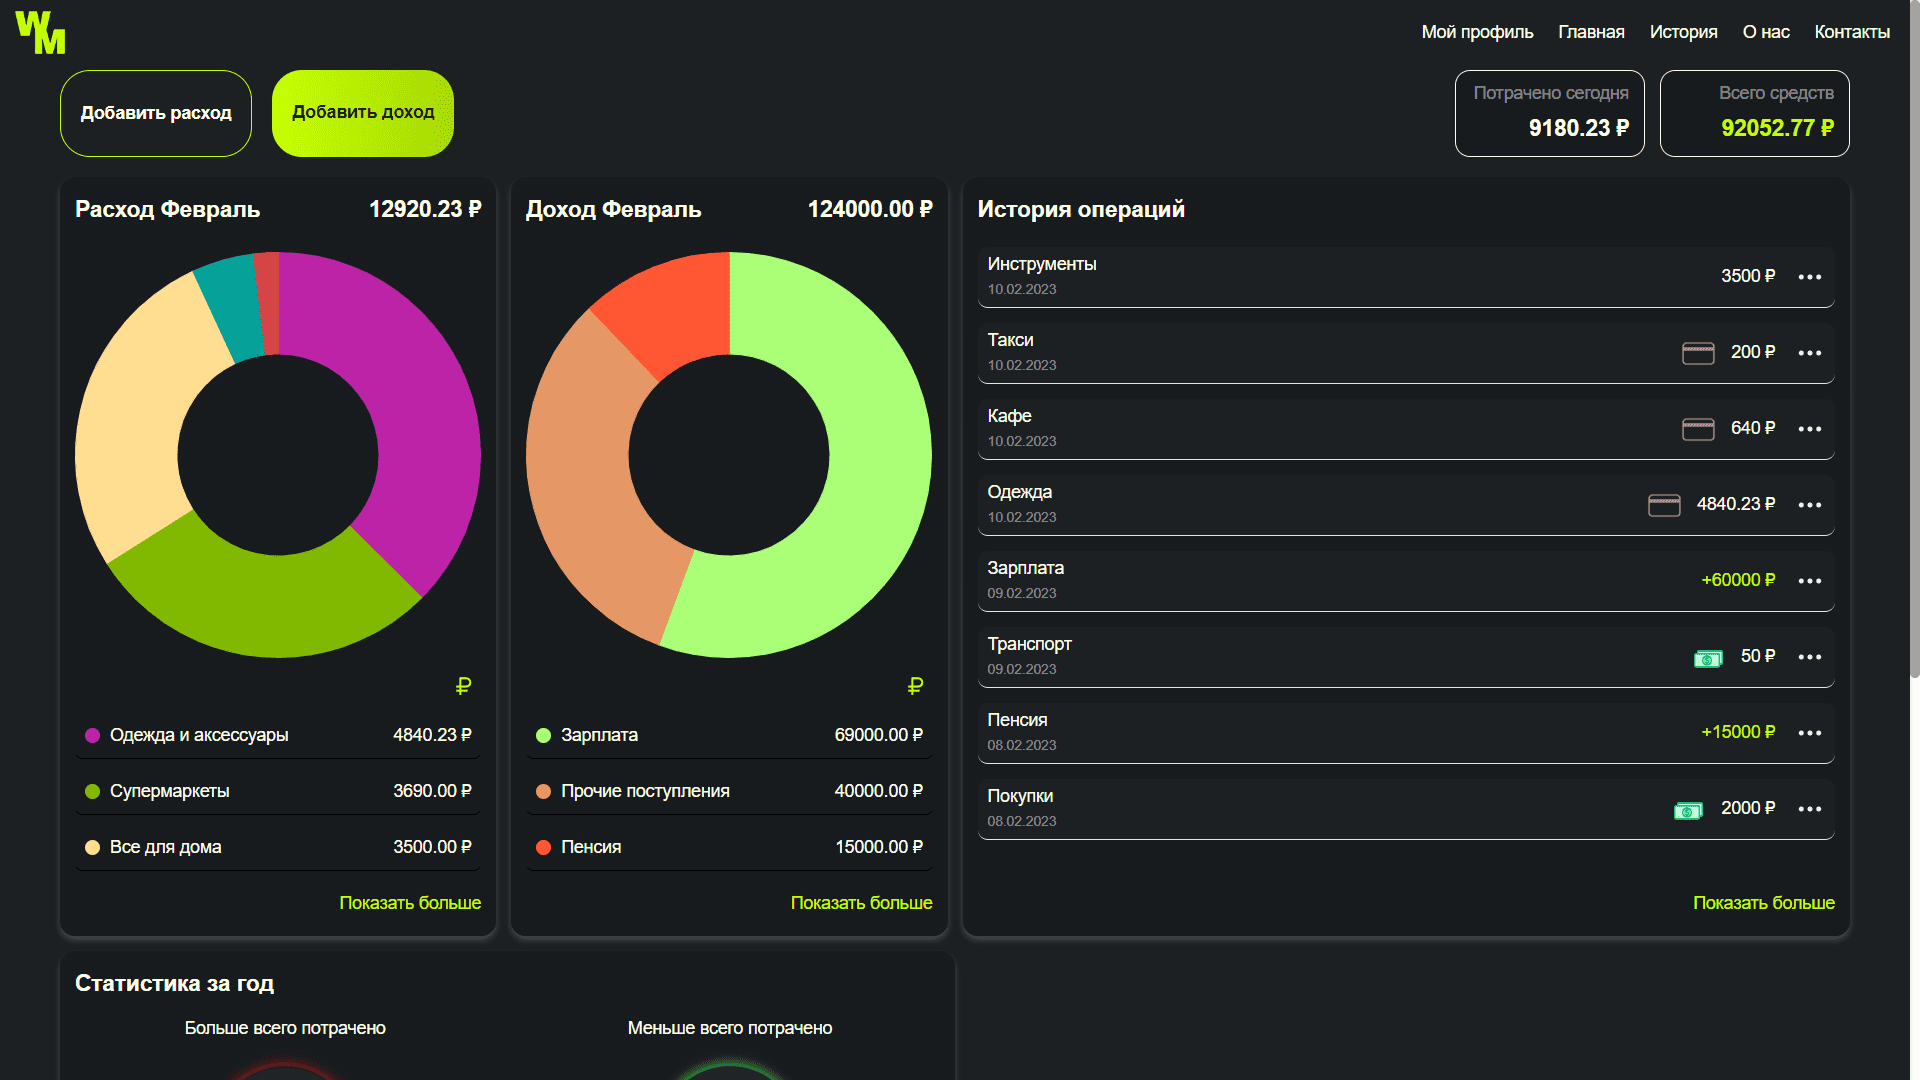 WM
Мой профиль Главная История О нас Контакты
Добавить расход
Добавить доход
Потрачено сегодня
9180.23 ₽
Всего средств
92052.77 ₽
Расход Февраль 12920.23 ₽
₽
Одежда и аксессуары 4840.23 ₽
Супермаркеты 3690.00 ₽
Все для дома 3500.00 ₽
Показать больше
Доход Февраль 124000.00 ₽
₽
Зарплата 69000.00 ₽
Прочие поступления 40000.00 ₽
Пенсия 15000.00 ₽
Показать больше
История операций
Инструменты 3500 ₽
10.02.2023
Такси 200 ₽
10.02.2023
Кафе 640 ₽
10.02.2023
Одежда 4840.23 ₽
10.02.2023
Зарплата +60000 ₽
09.02.2023
Транспорт 50 ₽
09.02.2023
Пенсия +15000 ₽
08.02.2023
Покупки 2000 ₽
08.02.2023
Показать больше
Статистика за год
Больше всего потрачено Меньше всего потрачено